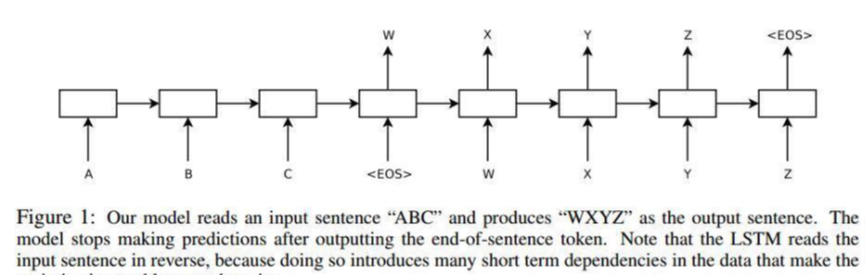 W X Y Z <EOS>
A B C <EOS> W X Y Z
Figure 1: Our model reads an input sentence “ABC” and produces “WXYZ” as the output sentence. The
model stops making predictions after outputting the end-of-sentence token. Note that the LSTM reads the
input sentence in reverse, because doing so introduces many short term dependencies in the data that make the